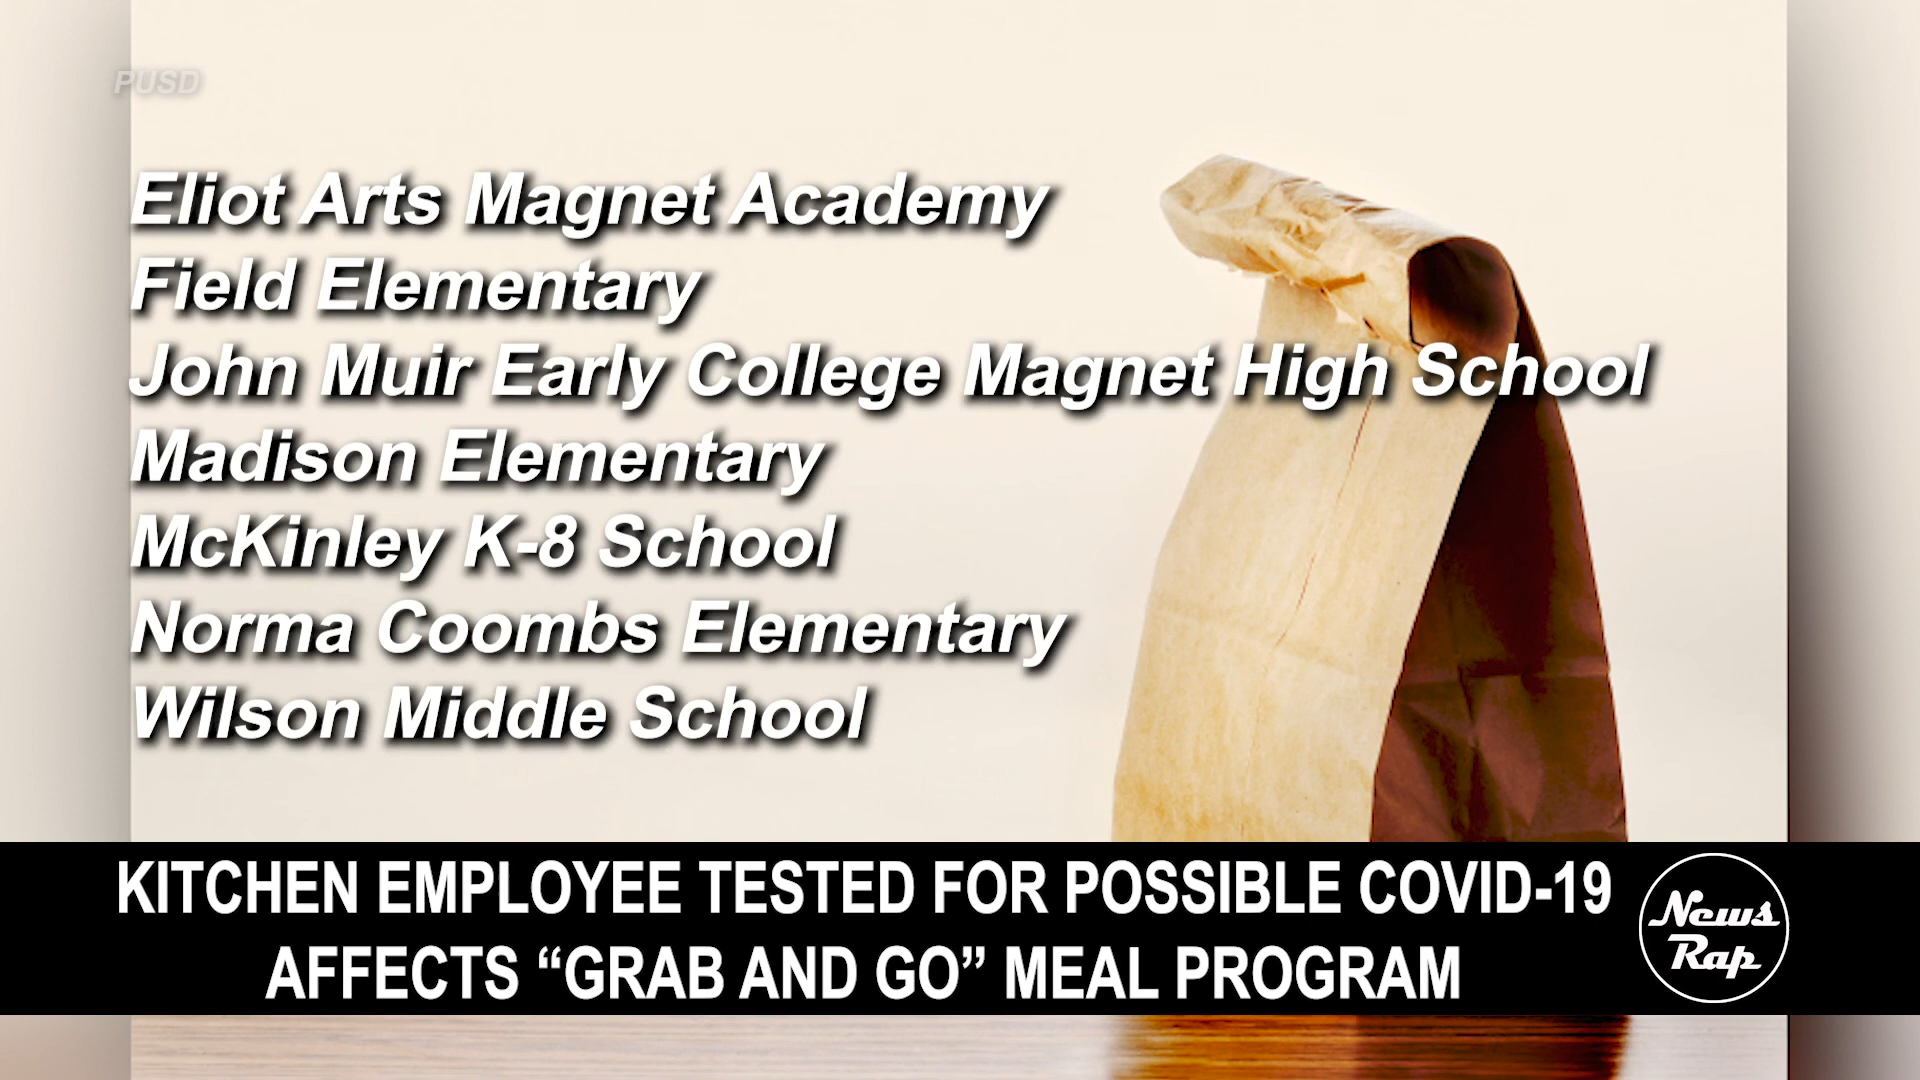 PUSD
Eliot Arts Magnet Academy
Field Elementary
John Muir Early College Magnet High School
Madison Elementary
McKinley K-8 School
Norma Coombs Elementary
Wilson Middle School
KITCHEN EMPLOYEE TESTED FOR POSSIBLE COVID-19
AFFECTS “GRAB AND GO” MEAL PROGRAM
News
Rap